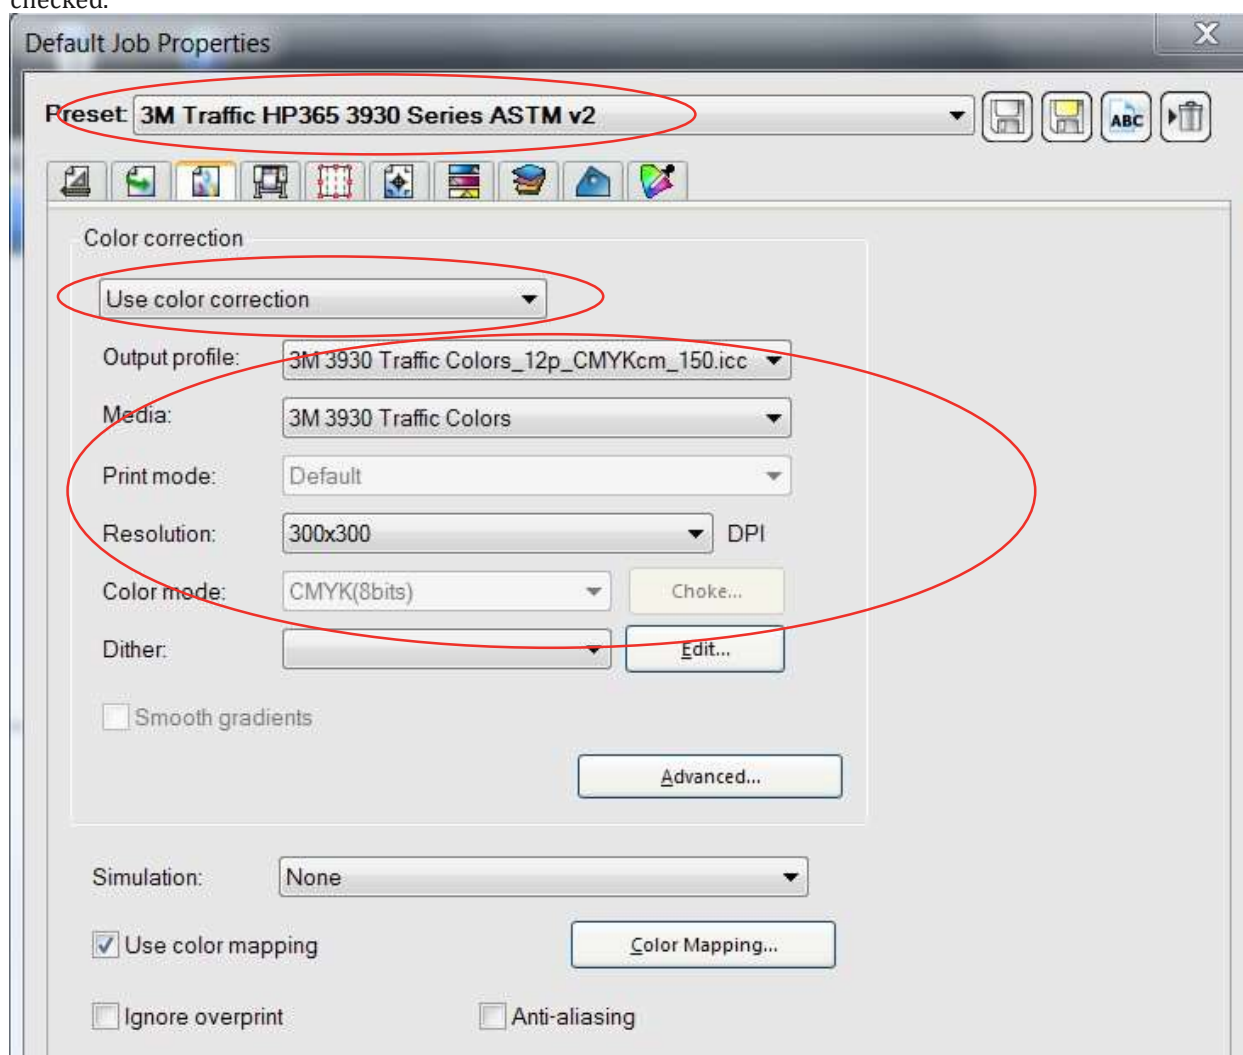 checked.
Default Job Properties
Preset: 3M Traffic HP365 3930 Series ASTM v2
ABC
Color correction
Use color correction
Output profile: 3M 3930 Traffic Colors_12p_CMYKcm_150.icc
Media: 3M 3930 Traffic Colors
Print mode: Default
Resolution: 300x300 DPI
Color mode: CMYK(8bits) Choke...
Dither: Edit...
Smooth gradients
Advanced...
Simulation: None
Use color mapping Color Mapping...
Ignore overprint Anti-aliasing